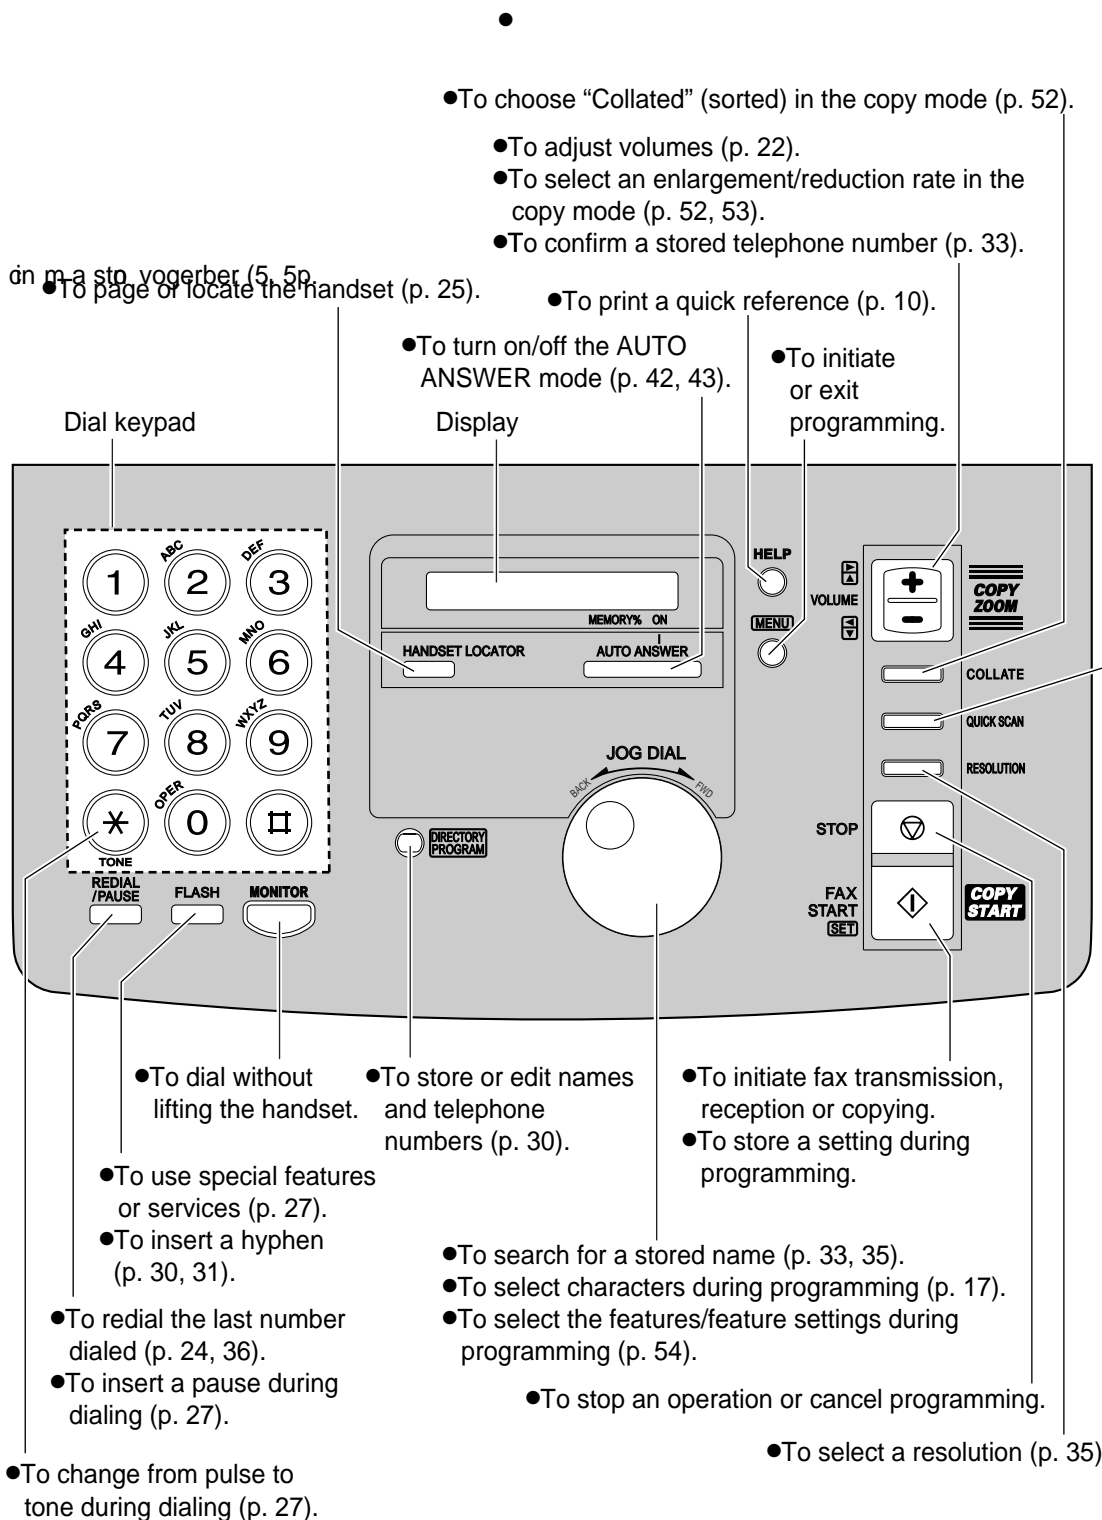 ●
●To choose “Collated” (sorted) in the copy mode (p. 52).
●To adjust volumes (p. 22).
●To select an enlargement/reduction rate in the
copy mode (p. 52, 53).
●To confirm a stored telephone number (p. 33).
●To page or locate the handset (p. 25).
●To print a quick reference (p. 10).
●To turn on/off the AUTO
ANSWER mode (p. 42, 43).
●To initiate
or exit
programming.
Dial keypad
Display
1
ABC
2
DEF
3
GHI
4
JKL
5
MNO
6
PQRS
7
TUV
8
WXYZ
9
TONE
OPER
0
REDIAL
/PAUSE
FLASH
MONITOR
MEMORY% ON
HANDSET LOCATOR
AUTO ANSWER
HELP
MENU
JOG DIAL
BACK
FWD
DIRECTORY
PROGRAM
VOLUME
+
−
COPY
ZOOM
COLLATE
QUICK SCAN
RESOLUTION
STOP
FAX
START
SET
COPY
START
●To dial without
lifting the handset.
●To store or edit names
and telephone
numbers (p. 30).
●To initiate fax transmission,
reception or copying.
●To store a setting during
programming.
●To use special features
or services (p. 27).
●To insert a hyphen
(p. 30, 31).
●To search for a stored name (p. 33, 35).
●To select characters during programming (p. 17).
●To select the features/feature settings during
programming (p. 54).
●To redial the last number
dialed (p. 24, 36).
●To insert a pause during
dialing (p. 27).
●To stop an operation or cancel programming.
●To select a resolution (p. 35)
●To change from pulse to
tone during dialing (p. 27).